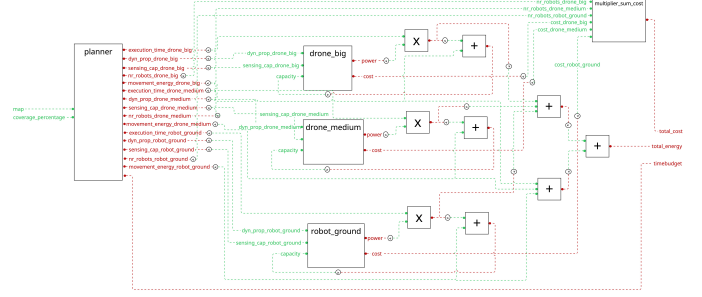 nr_robots_drone_big
nr_robots_drone_medium
nr_robots_robot_ground
cost_drone_big
cost_drone_medium
multiplier_sum_cost
cost_robot_ground
planner
map
coverage_percentage
execution_time_drone_big
dyn_prop_drone_big
sensing_cap_drone_big
nr_robots_drone_big
movement_energy_drone_big
execution_time_drone_medium
dyn_prop_drone_medium
sensing_cap_drone_medium
nr_robots_drone_medium
movement_energy_drone_medium
execution_time_robot_ground
dyn_prop_robot_ground
sensing_cap_robot_ground
nr_robots_robot_ground
movement_energy_robot_ground
dyn_prop_drone_big
sensing_cap_drone_big
capacity
drone_big
power
cost
X
+
sensing_cap_drone_medium
dyn_prop_drone_medium
capacity
drone_medium
power
cost
X
+
dyn_prop_robot_ground
sensing_cap_robot_ground
capacity
robot_ground
power
cost
X
+
+
+
+
total_cost
total_energy
timebudget